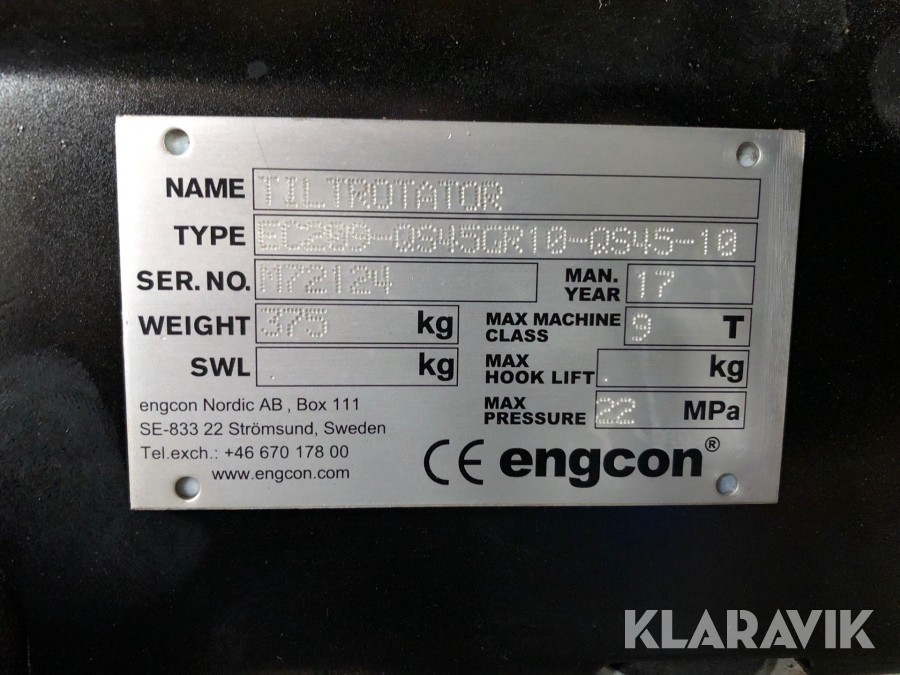 NAME TILTROTATOR
TYPE EC209-QS45GR10-QS45-10
SER. NO. M72124 MAN. YEAR 17
WEIGHT 375 kg MAX MACHINE CLASS 9 T
SWL kg MAX HOOK LIFT kg
MAX PRESSURE 22 MPa
engcon Nordic AB , Box 111
SE-833 22 Strömsund, Sweden
Tel.exch.: +46 670 178 00
www.engcon.com
CE engcon®
KLARAVIK